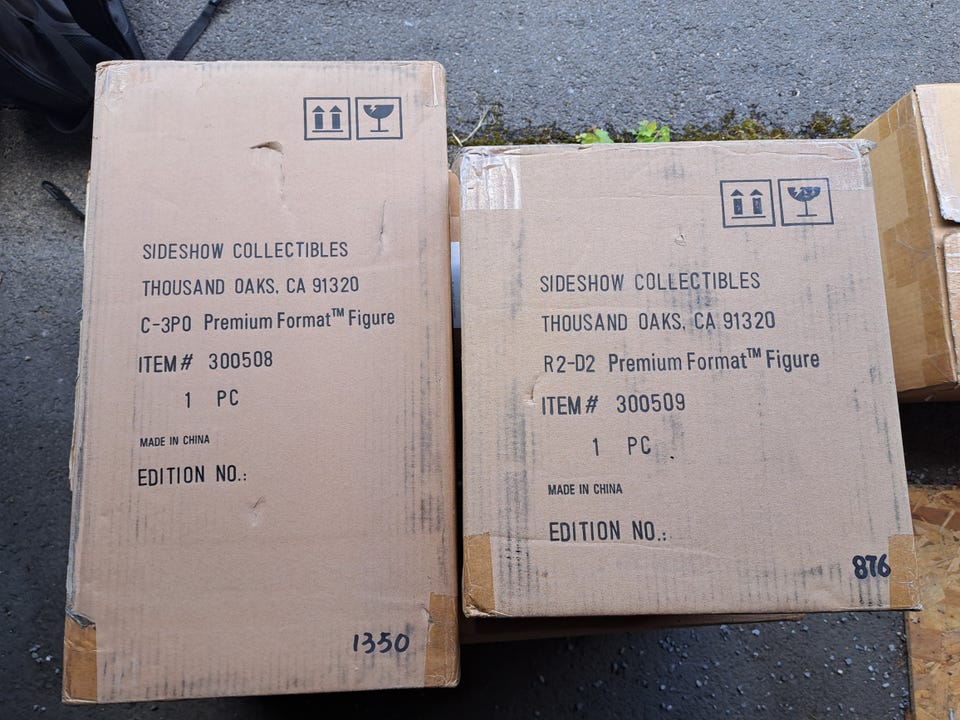 SIDESHOW COLLECTIBLES
THOUSAND OAKS, CA 91320
C-3PO Premium Format™ Figure
ITEM# 300508
1 PC
MADE IN CHINA
EDITION NO.:
1350
SIDESHOW COLLECTIBLES
THOUSAND OAKS, CA 91320
R2-D2 Premium Format™ Figure
ITEM# 300509
1 PC
MADE IN CHINA
EDITION NO.:
876